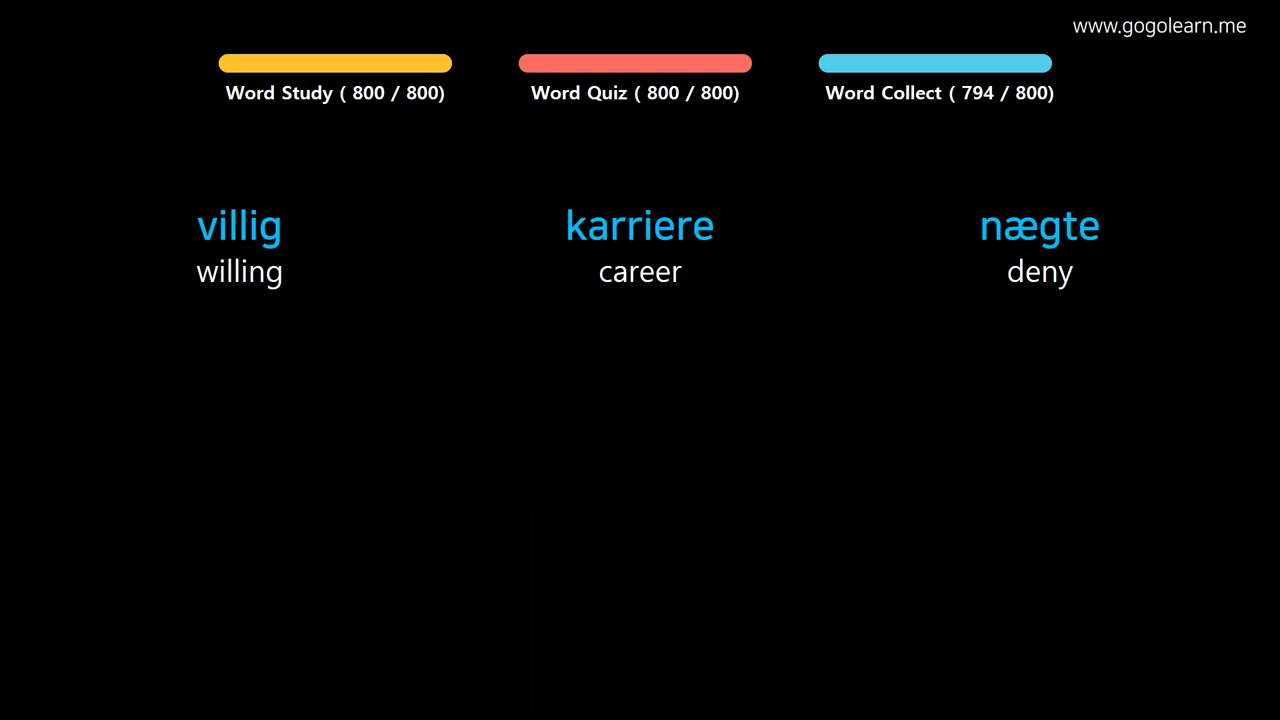 www.gogolearn.me
Word Study ( 800 / 800)
Word Quiz ( 800 / 800)
Word Collect ( 794 / 800)
villig
willing
karriere
career
nægte
deny